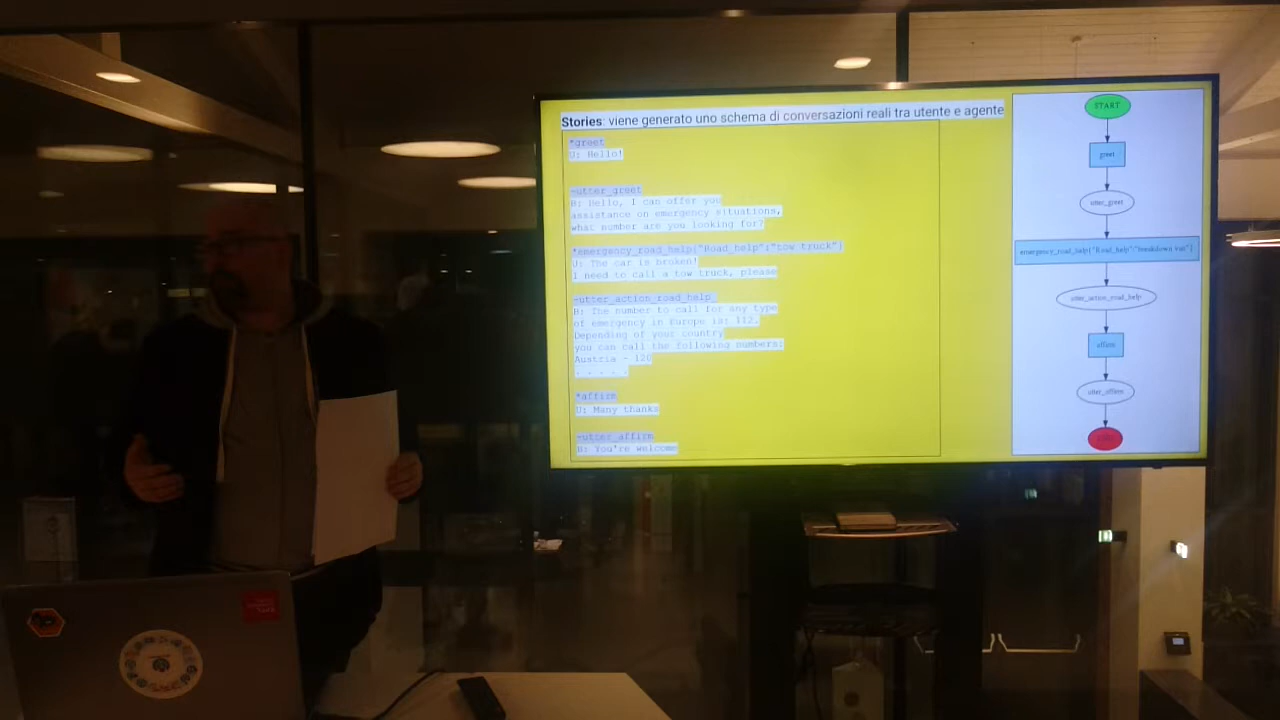 Stories: viene generato uno schema di conversazioni reali tra utente e agente
*greet
U: Hello!
-utter_greet
B: Hello, I can offer you
assistance on emergency situations,
what number are you looking for?
*emergency_road_help{"Road_help":"tow truck"}
U: The car is broken!
I need to call a tow truck, please
-utter_action_road_help
B: The number to call for any type
of emergency in Europe is: 112.
Depending of your country
you can call the following numbers:
Austria - 120
. . . . .
*affirm
U: Many thanks
-utter_affirm
B: You're welcome
START
greet
utter_greet
emergency_road_help{"Road_help":"breakdown van"}
utter_action_road_help
affirm
utter_affirm